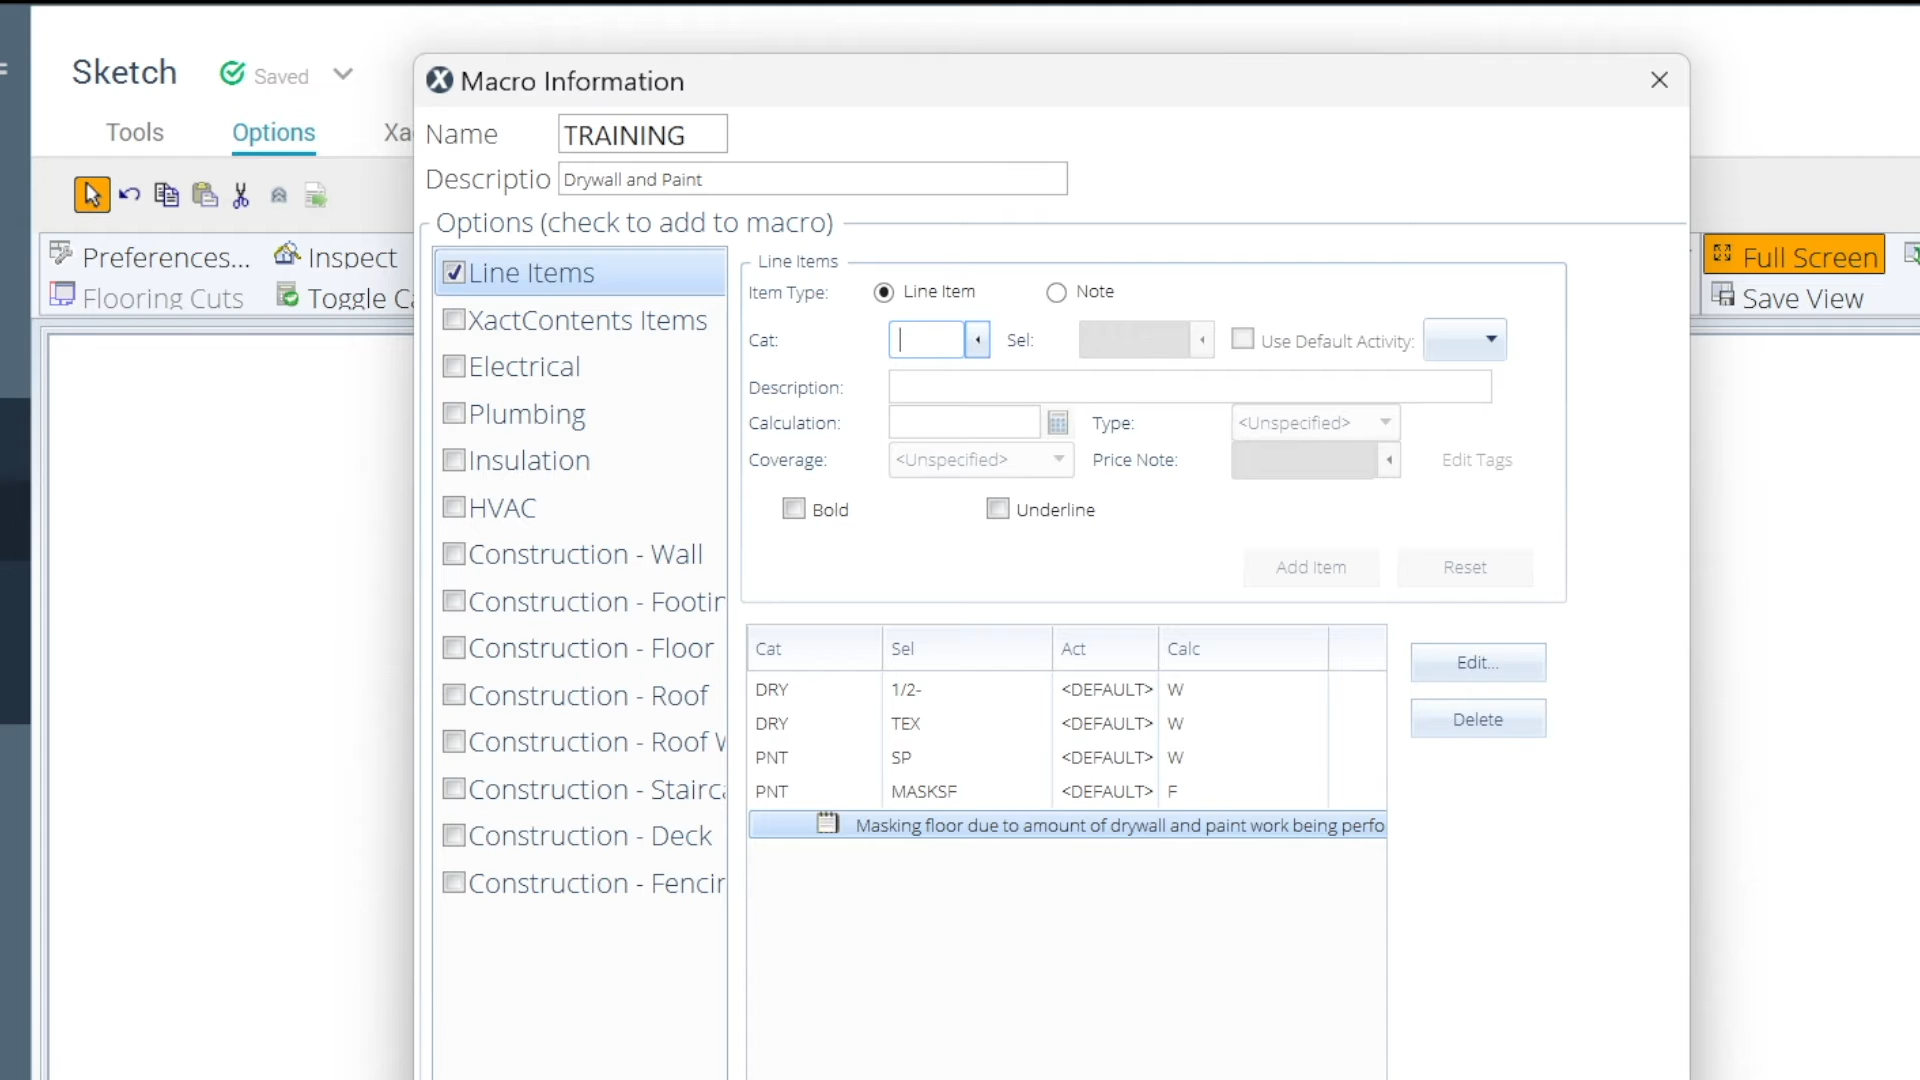 Sketch Saved
Tools Options Xa
Preferences... Inspect
Flooring Cuts Toggle Ca
Macro Information
Name TRAINING
Descriptio Drywall and Paint
Options (check to add to macro)
Line Items
XactContents Items
Electrical
Plumbing
Insulation
HVAC
Construction - Wall
Construction - Footin
Construction - Floor
Construction - Roof
Construction - Roof V
Construction - Stairca
Construction - Deck
Construction - Fencin
Line Items
Item Type: Line Item Note
Cat: Sel: Use Default Activity:
Description:
Calculation: Type: <Unspecified>
Coverage: <Unspecified> Price Note: Edit Tags
Bold Underline
Add Item Reset
Cat Sel Act Calc
DRY 1/2- <DEFAULT> W
DRY TEX <DEFAULT> W
PNT SP <DEFAULT> W
PNT MASKSF <DEFAULT> F
Masking floor due to amount of drywall and paint work being perfo
Edit...
Delete
Full Screen
Save View